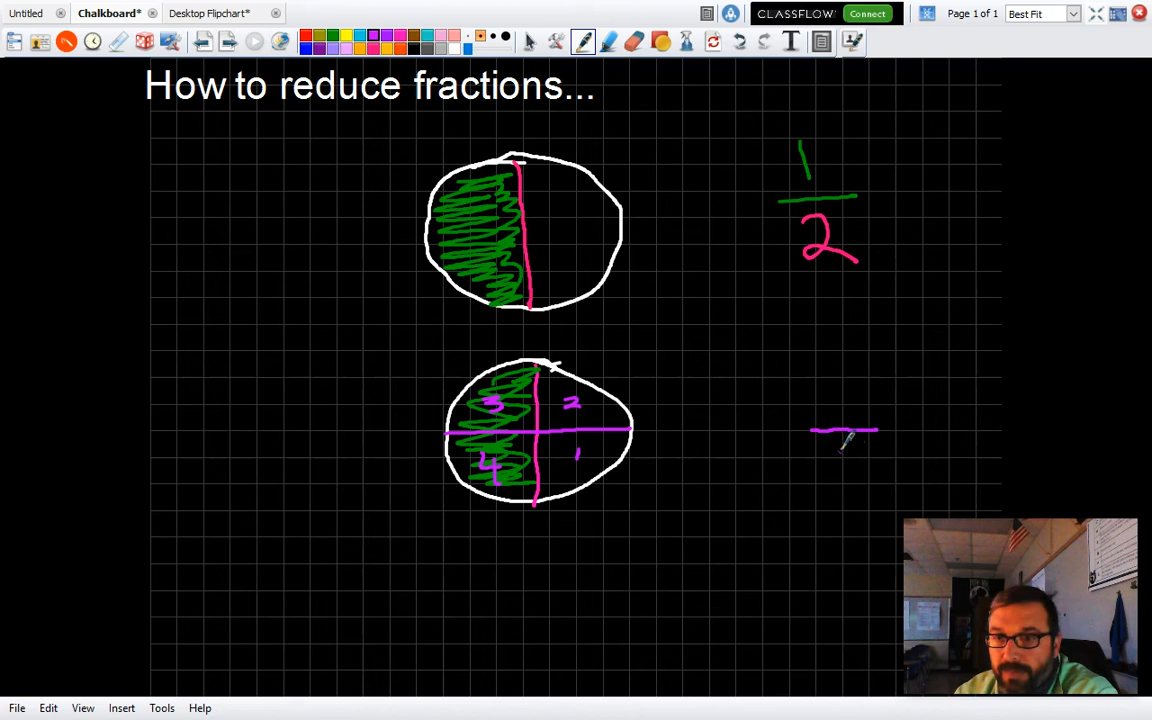 Untitled Chalkboard* Desktop Flipchart* CLASSFLOW Connect Page 1 of 1 Best Fit
T
How to reduce fractions...
1
2
3 2
4 1
File Edit View Insert Tools Help